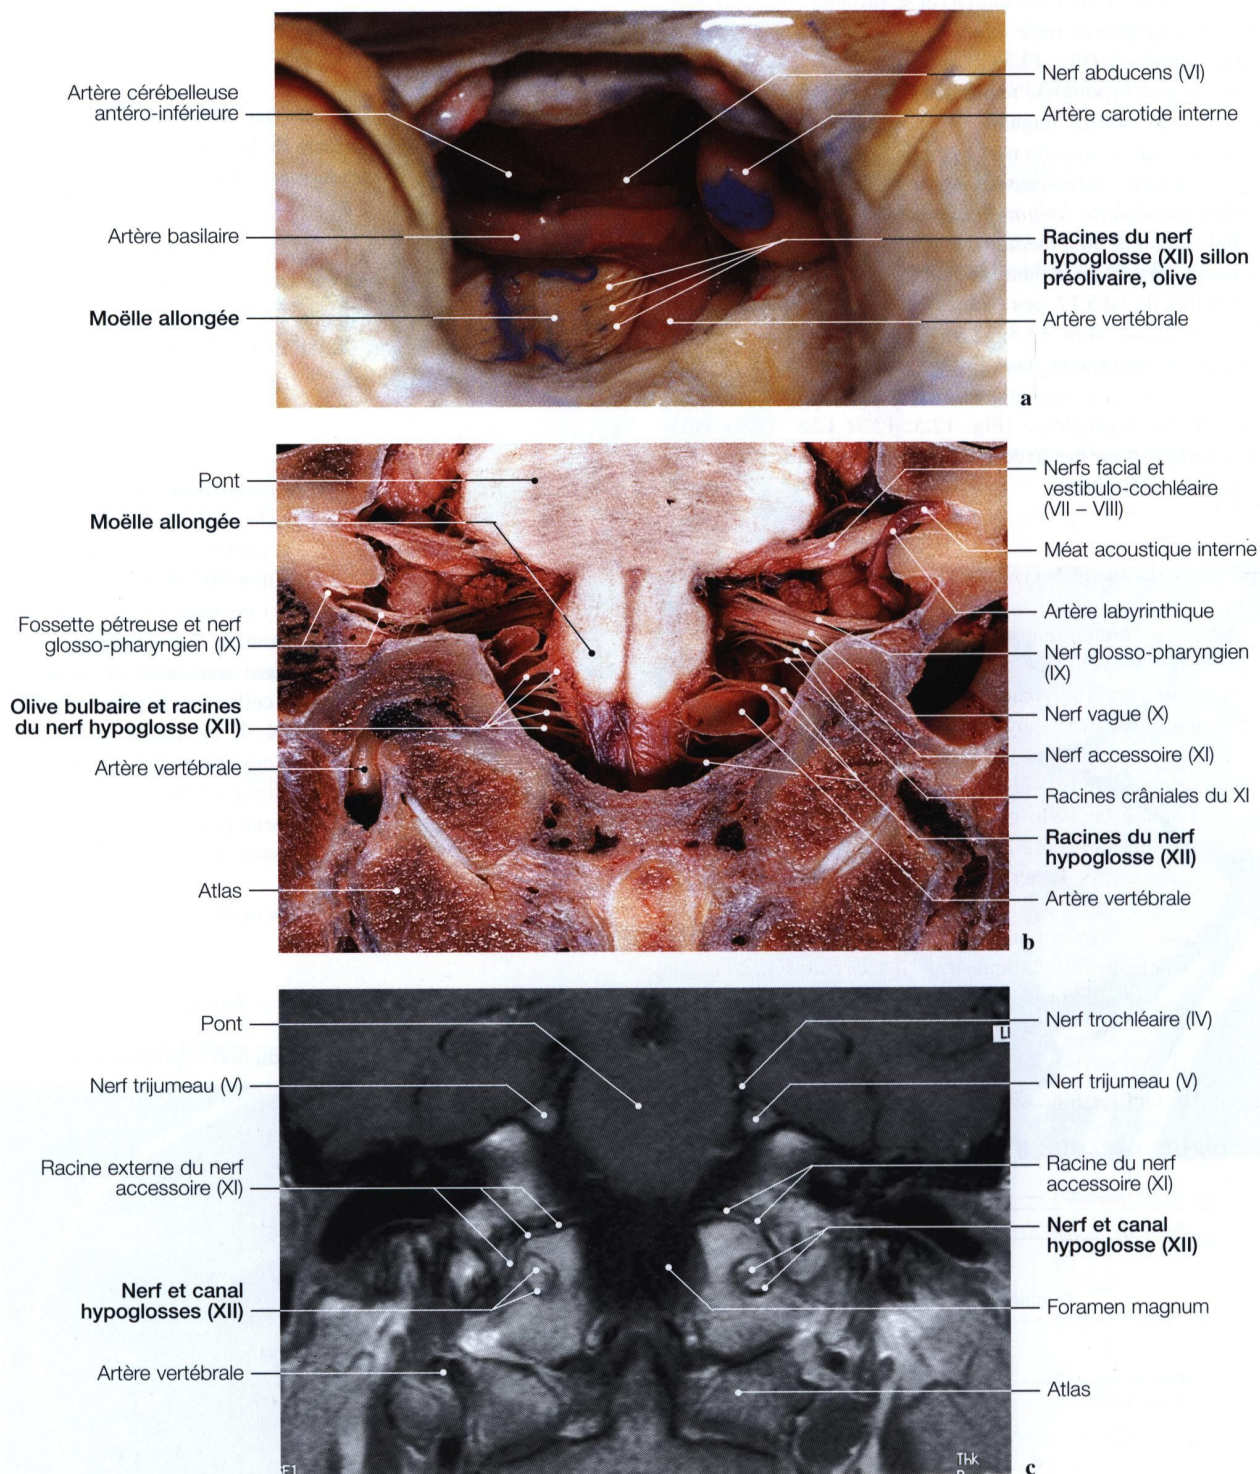 Artère cérébelleuse
antéro-inférieure
Artère basilaire
Moëlle allongée
Nerf abducens (VI)
Artère carotide interne
Racines du nerf
hypoglosse (XII) sillon
préolivaire, olive
Artère vertébrale
a
Pont
Moëlle allongée
Fossette pétreuse et nerf
glosso-pharyngien (IX)
Olive bulbaire et racines
du nerf hypoglosse (XII)
Artère vertébrale
Atlas
Nerfs facial et
vestibulo-cochléaire
(VII – VIII)
Méat acoustique interne
Artère labyrinthique
Nerf glosso-pharyngien
(IX)
Nerf vague (X)
Nerf accessoire (XI)
Racines crâniales du XI
Racines du nerf
hypoglosse (XII)
Artère vertébrale
b
Pont
Nerf trijumeau (V)
Racine externe du nerf
accessoire (XI)
Nerf et canal
hypoglosses (XII)
Artère vertébrale
Nerf trochléaire (IV)
Nerf trijumeau (V)
Racine du nerf
accessoire (XI)
Nerf et canal
hypoglosse (XII)
Foramen magnum
Atlas
Thk
c